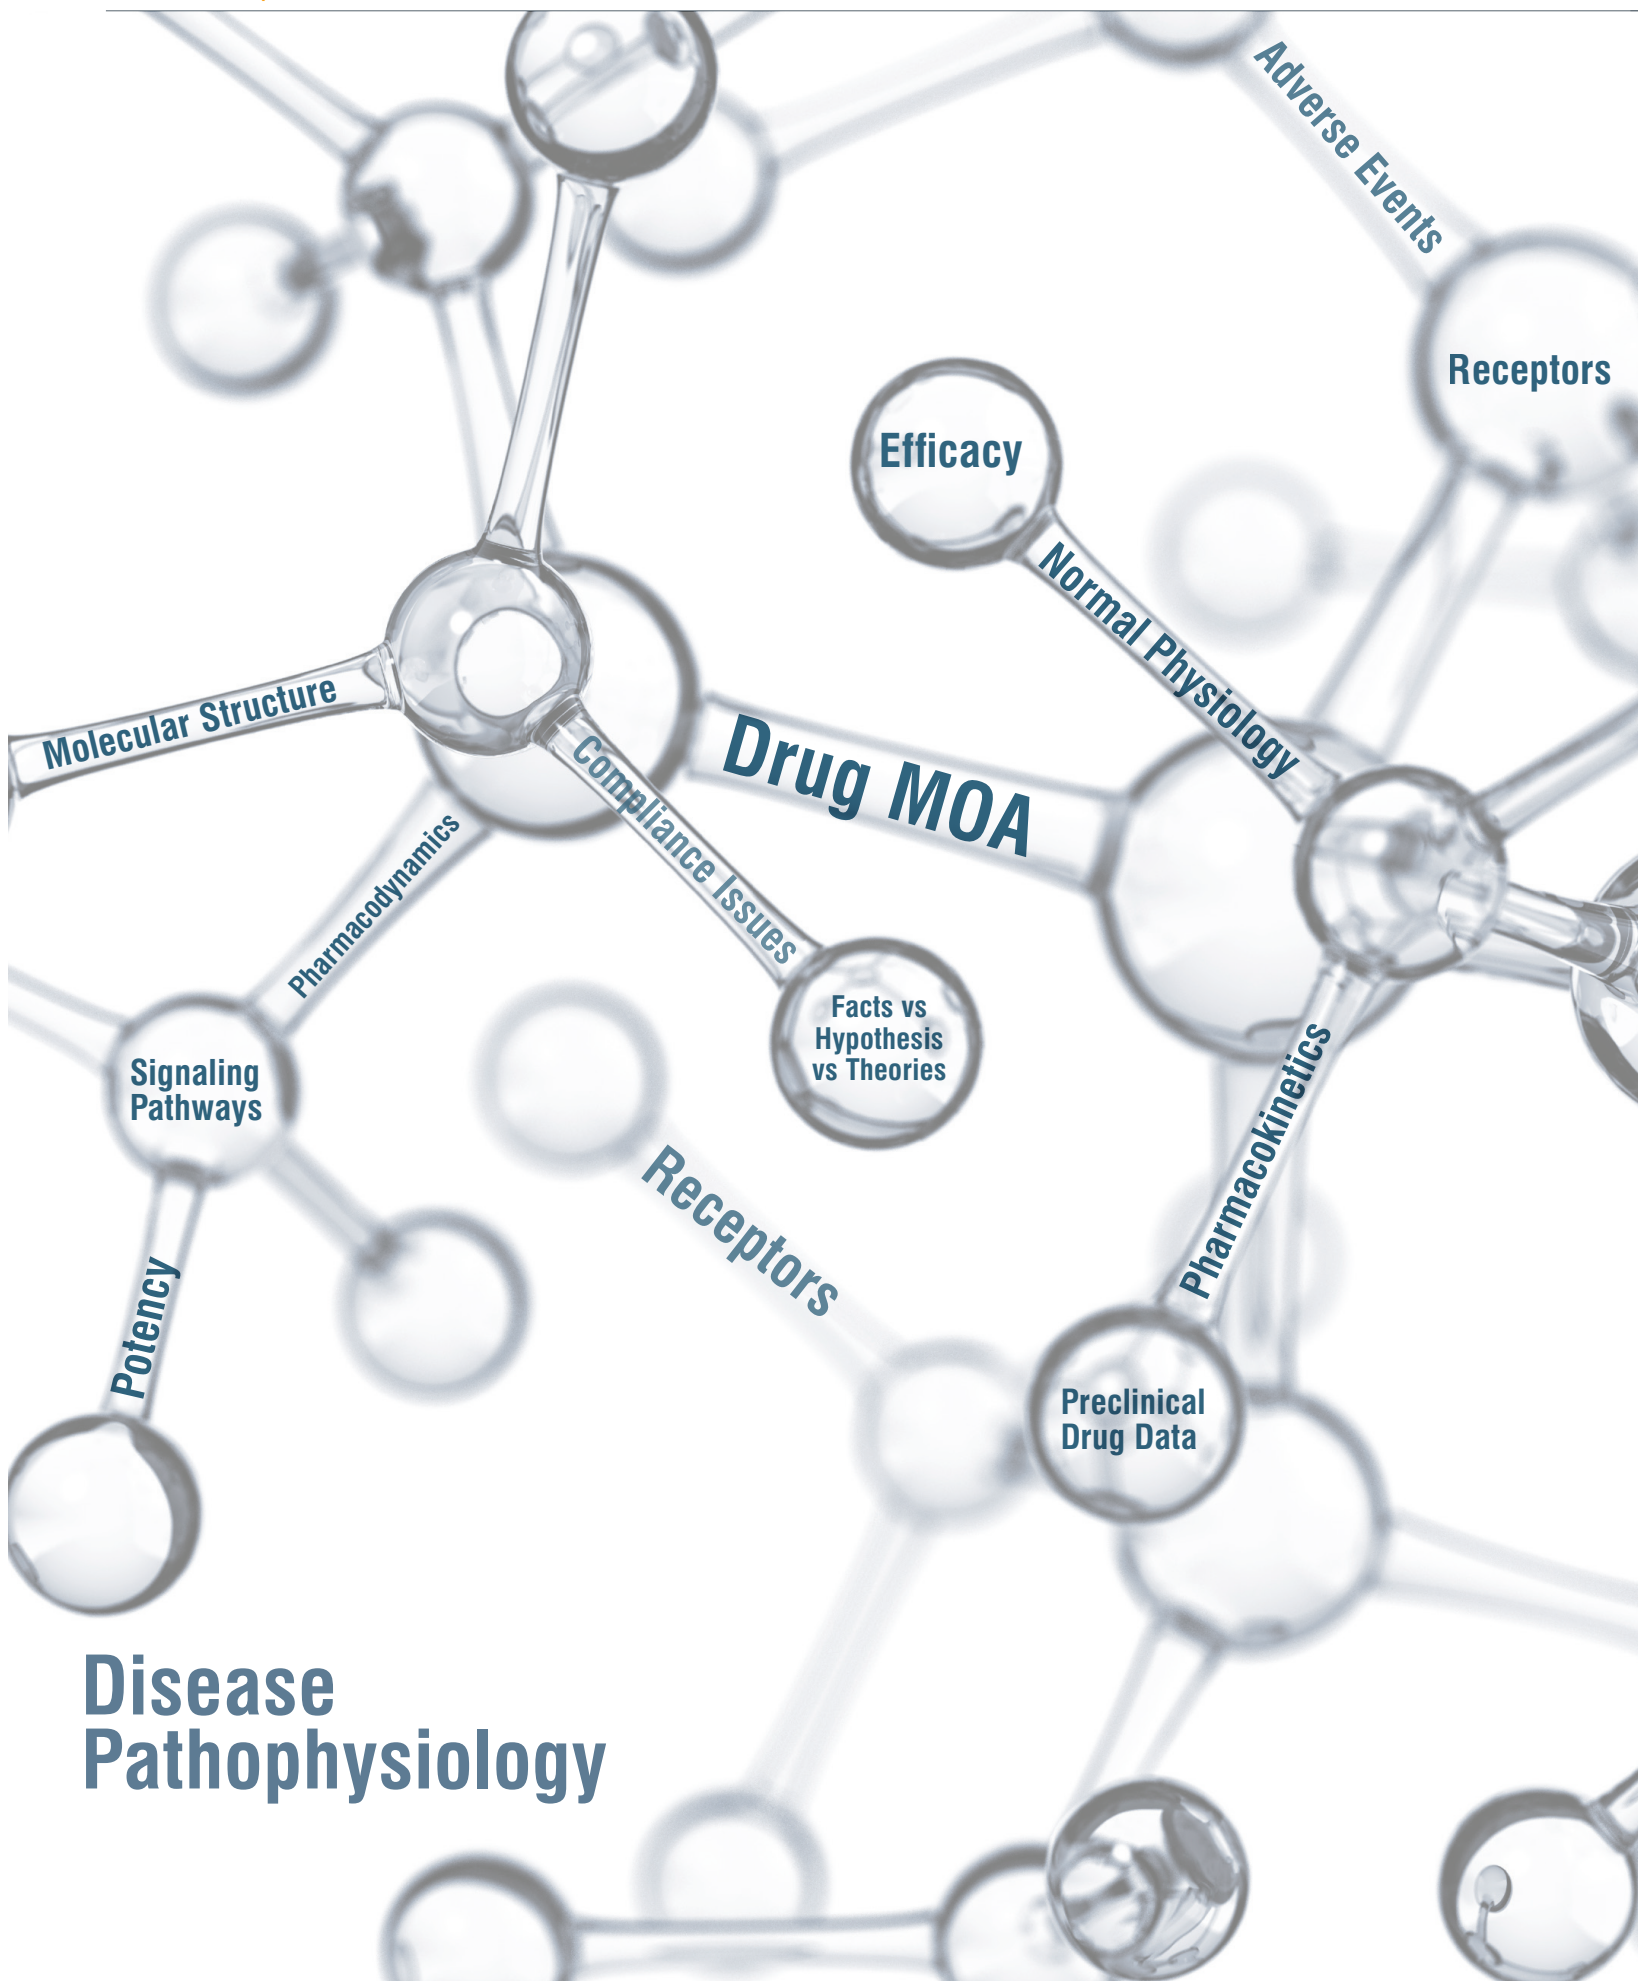 Adverse Events
Receptors
Efficacy
Normal Physiology
Molecular Structure
Drug MOA
Compliance Issues
Pharmacodynamics
Facts vs
Hypothesis
vs Theories
Signaling
Pathways
Pharmacokinetics
Receptors
Potency
Preclinical
Drug Data
Disease
Pathophysiology